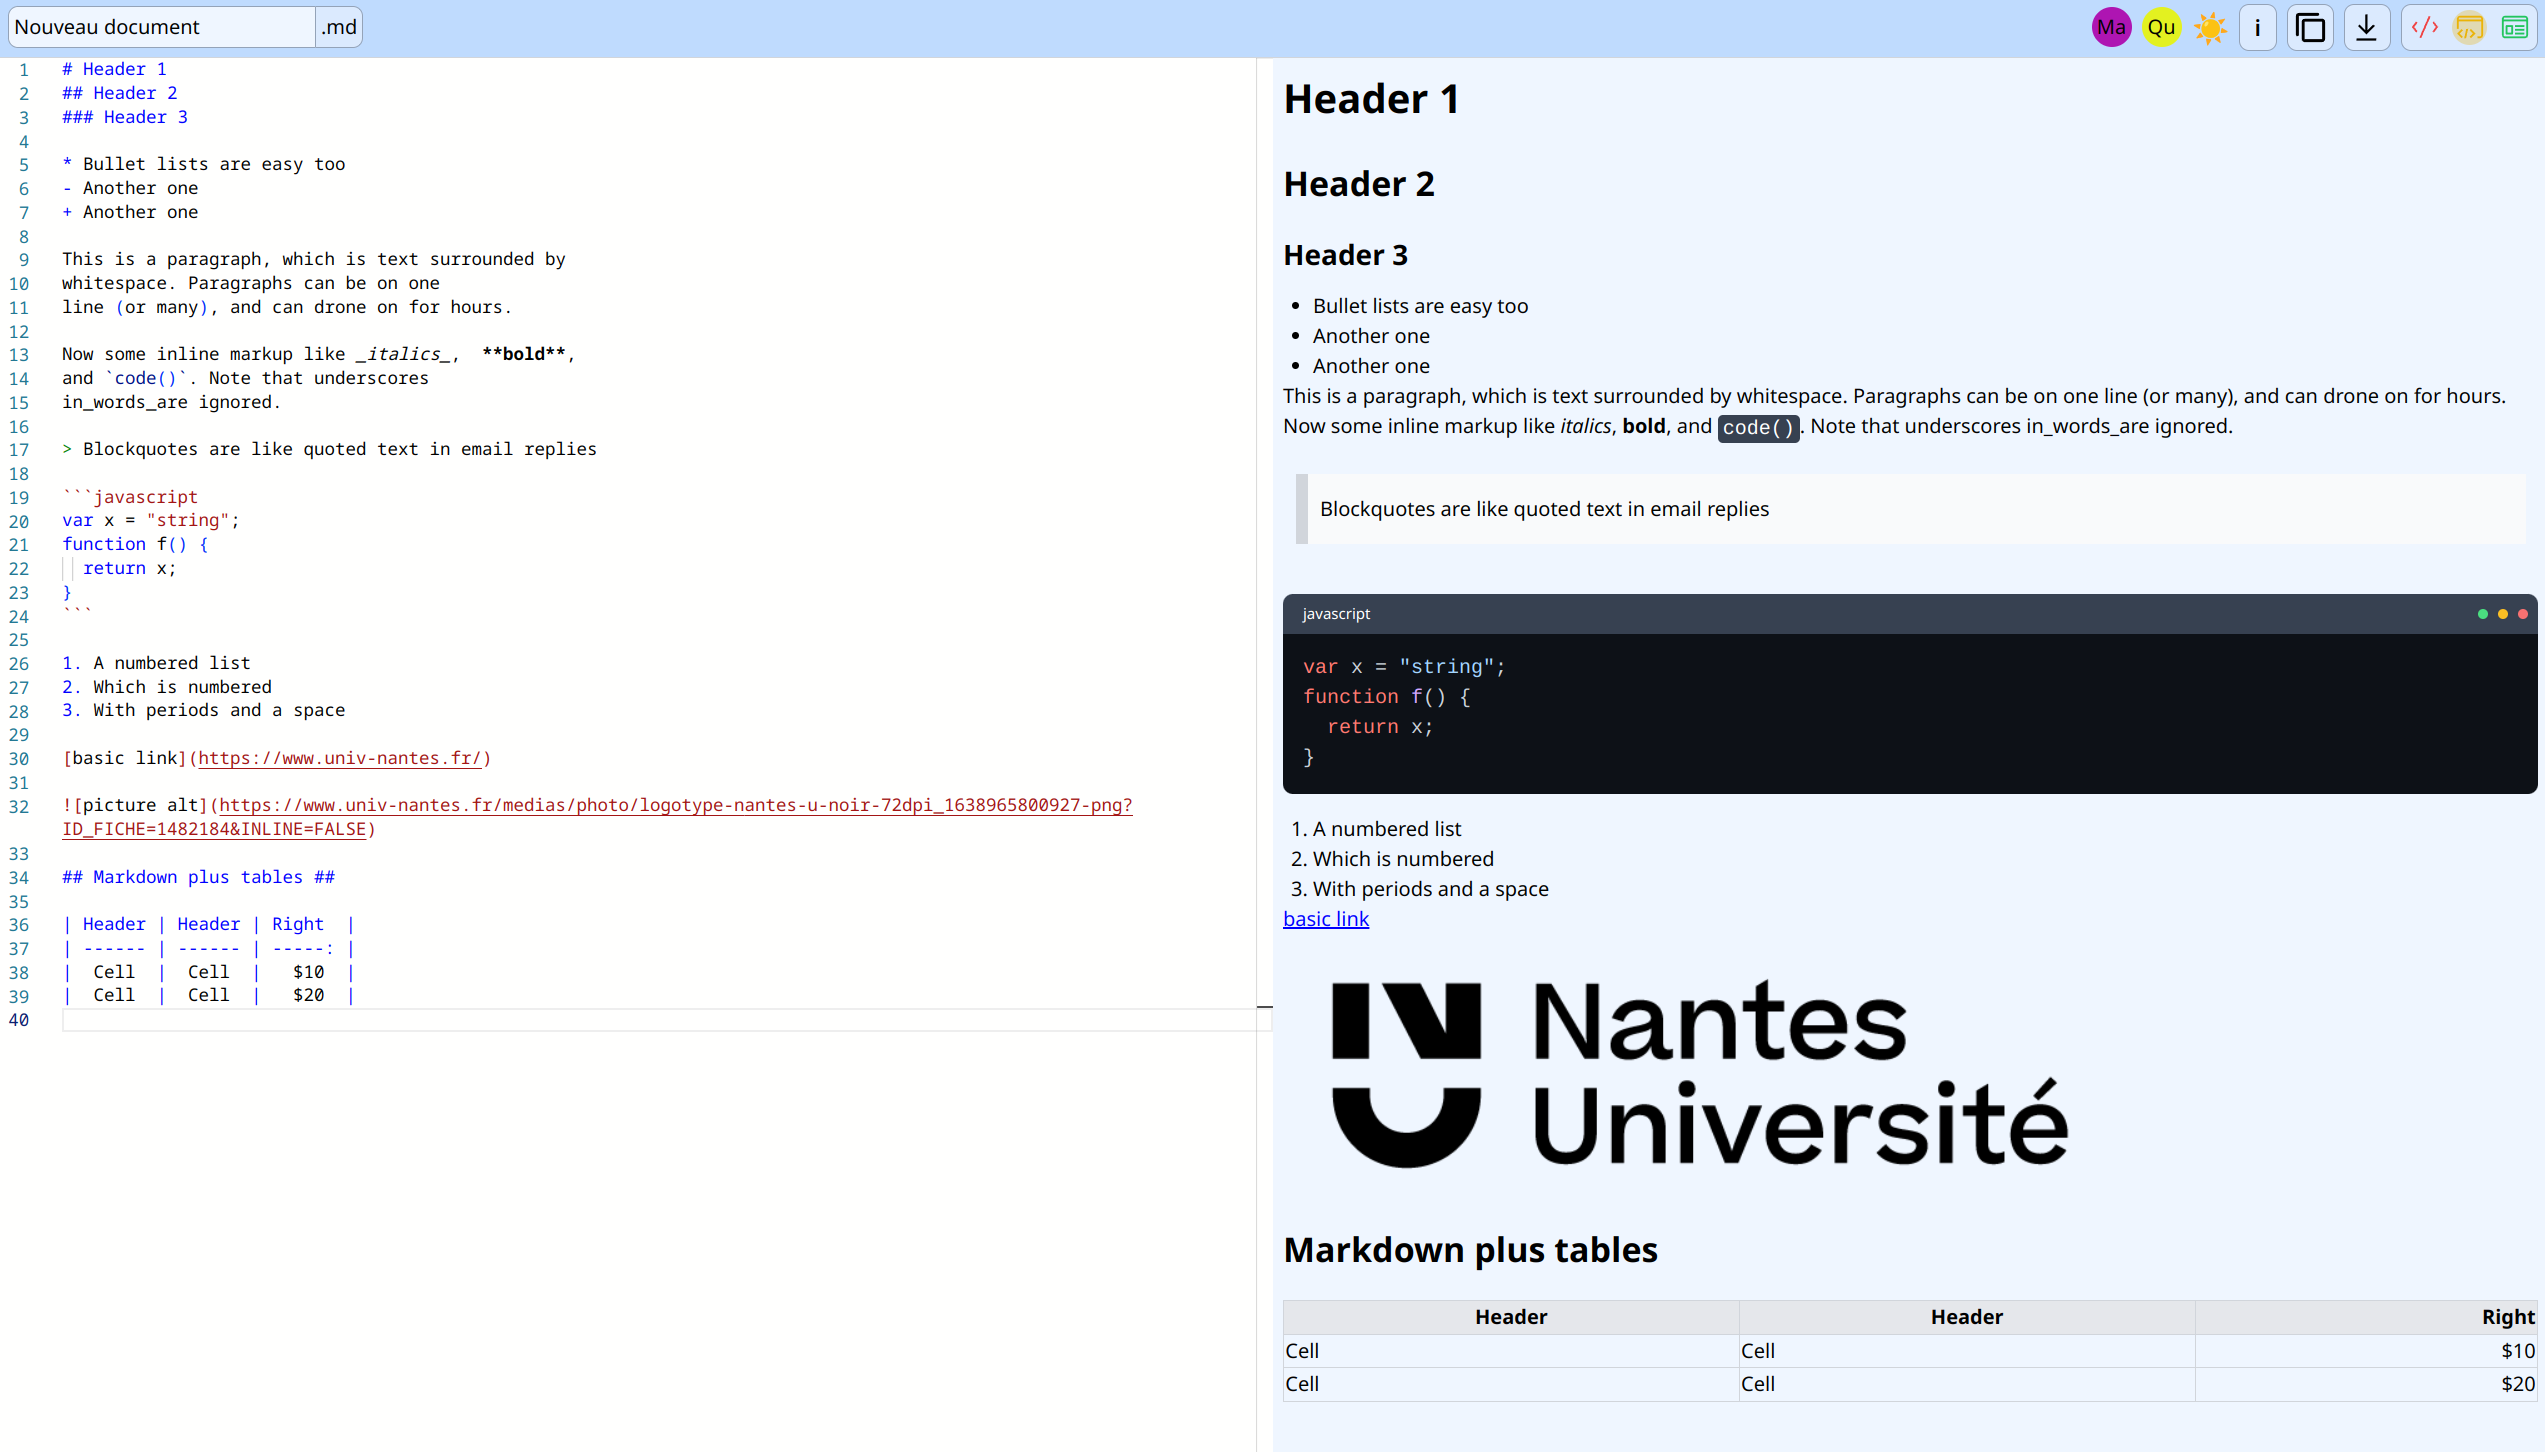 Nouveau document .md Ma Qu i
1 # Header 1
2 ## Header 2
3 ### Header 3
4
5 * Bullet lists are easy too
6 - Another one
7 + Another one
8
9 This is a paragraph, which is text surrounded by
10 whitespace. Paragraphs can be on one
11 line (or many), and can drone on for hours.
12
13 Now some inline markup like _italics_,  **bold**,
14 and `code()`. Note that underscores
15 in_words_are ignored.
16
17 > Blockquotes are like quoted text in email replies
18
19 ```javascript
20 var x = "string";
21 function f() {
22   return x;
23 }
24 ```
25
26 1. A numbered list
27 2. Which is numbered
28 3. With periods and a space
29
30 [basic link](https://www.univ-nantes.fr/)
31
32 ![picture alt](https://www.univ-nantes.fr/medias/photo/logotype-nantes-u-noir-72dpi_1638965800927-png?
ID_FICHE=1482184&INLINE=FALSE)
33
34 ## Markdown plus tables ##
35
36 | Header | Header | Right  |
37 | ------ | ------ | -----: |
38 |  Cell  |  Cell  |   $10  |
39 |  Cell  |  Cell  |   $20  |
40
Header 1
Header 2
Header 3
• Bullet lists are easy too
• Another one
• Another one
This is a paragraph, which is text surrounded by whitespace. Paragraphs can be on one line (or many), and can drone on for hours.
Now some inline markup like italics, bold, and code(). Note that underscores in_words_are ignored.
Blockquotes are like quoted text in email replies
javascript
var x = "string";
function f() {
  return x;
}
1. A numbered list
2. Which is numbered
3. With periods and a space
basic link
Nantes
Université
Markdown plus tables
Header Header Right
Cell Cell $10
Cell Cell $20